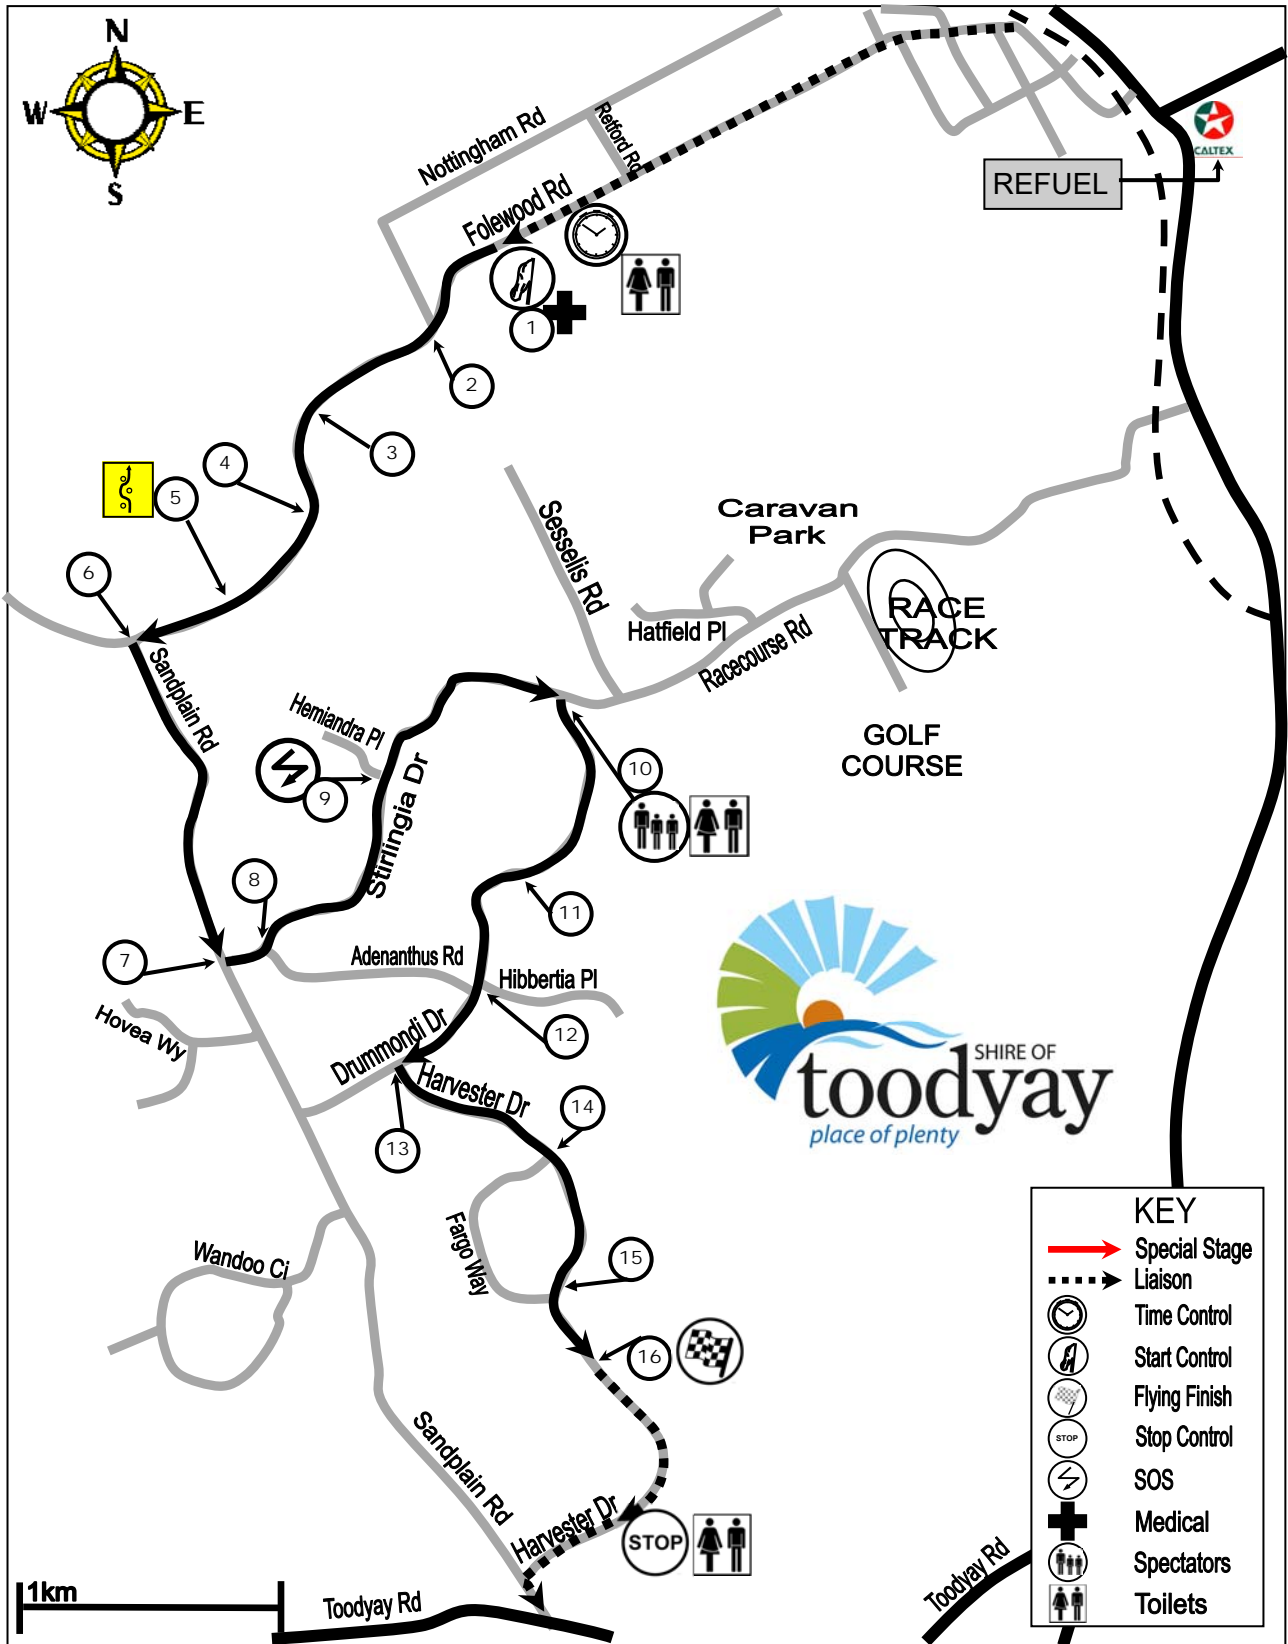 N
W E
S
Nottingham Rd
Retford Rd
Folewood Rd
CALTEX
REFUEL
1
2
3
4
5
6
Sandplain Rd
Sesselis Rd
Caravan
Park
Hatfield Pl
Racecourse Rd
RACE
TRACK
GOLF
COURSE
Hemiandra Pl
Stirlingia Dr
9
10
8
7
11
Adenanthus Rd
Hibbertia Pl
12
Hovea Wy
Drummondi Dr
Harvester Dr
13
14
SHIRE OF
toodyay
place of plenty
Fargo Way
15
16
Wandoo Ci
Sandplain Rd
Harvester Dr
STOP
1km
Toodyay Rd
Toodyay Rd
KEY
Special Stage
Liaison
Time Control
Start Control
Flying Finish
STOP Stop Control
SOS
Medical
Spectators
Toilets